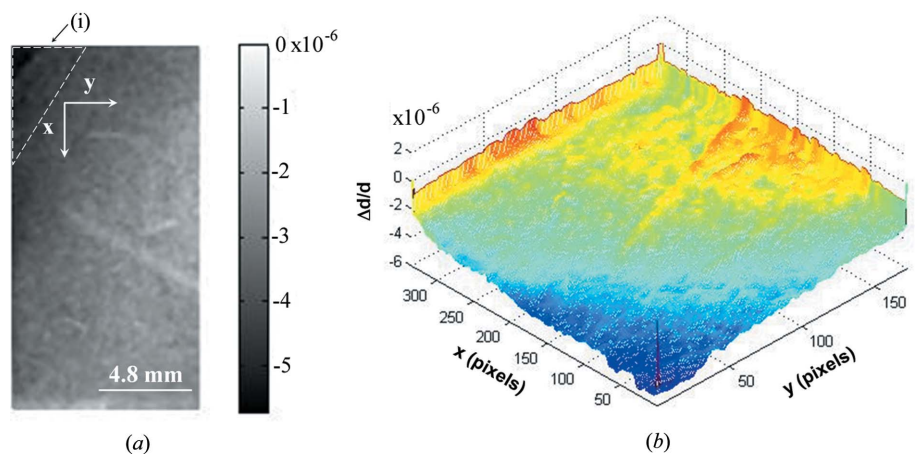 (i)
y
x
4.8 mm
0 x10-6
-1
-2
-3
-4
-5
(a)
x10-6
2
0
-2
-4
-6
Δd/d
300
250
200
150
100
50
x (pixels)
50
100
150
y (pixels)
(b)